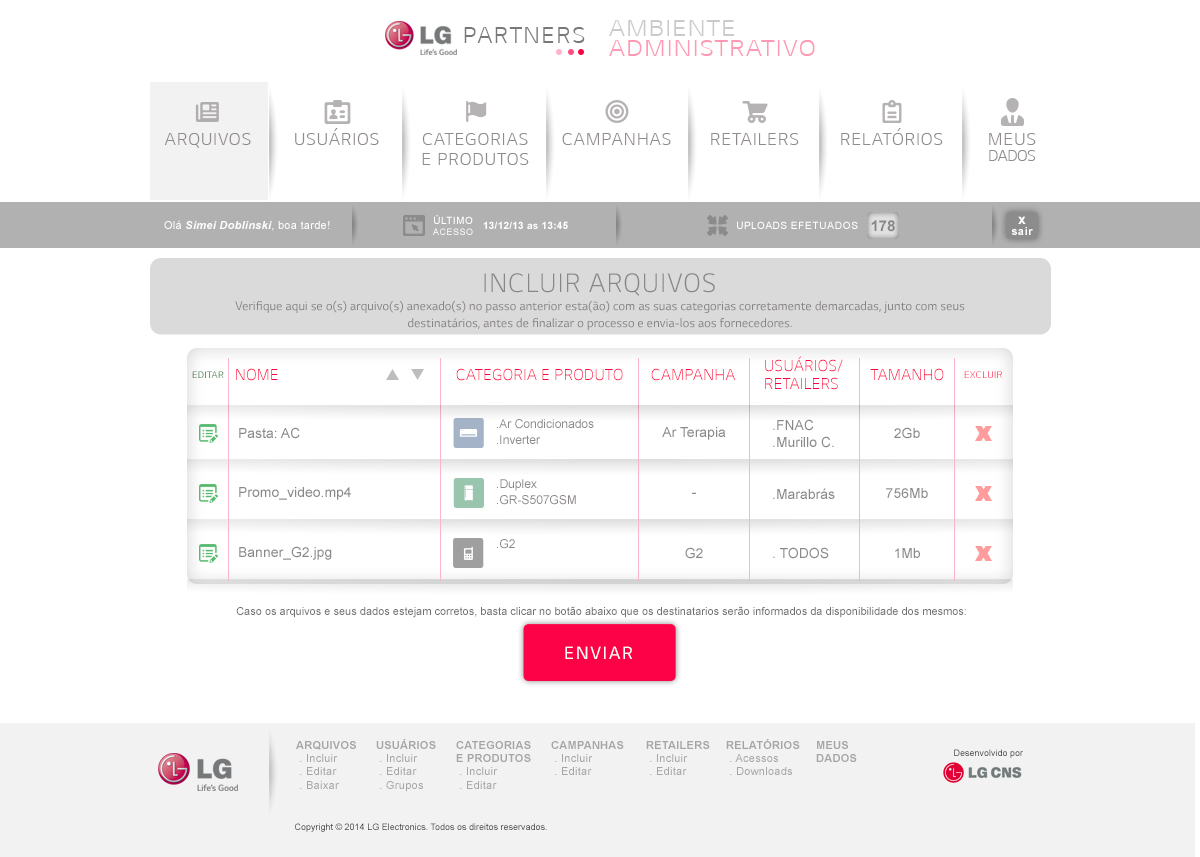 LG PARTNERS
Life's Good
AMBIENTE
ADMINISTRATIVO
ARQUIVOS
USUÁRIOS
CATEGORIAS
E PRODUTOS
CAMPANHAS
RETAILERS
RELATÓRIOS
MEUS
DADOS
Olá Simei Doblinski, boa tarde!
ÚLTIMO
ACESSO
13/12/13 as 13:45
UPLOADS EFETUADOS 178
x
sair
INCLUIR ARQUIVOS
Verifique aqui se o(s) arquivo(s) anexado(s) no passo anterior esta(ão) com as suas categorias corretamente demarcadas, junto com seus
destinatários, antes de finalizar o processo e envia-los aos fornecedores.
EDITAR
NOME
CATEGORIA E PRODUTO
CAMPANHA
USUÁRIOS/
RETAILERS
TAMANHO
EXCLUIR
Pasta: AC
.Ar Condicionados
.Inverter
Ar Terapia
.FNAC
.Murillo C.
2Gb
X
Promo_video.mp4
.Duplex
.GR-S507GSM
-
.Marabrás
756Mb
X
Banner_G2.jpg
.G2
G2
. TODOS
1Mb
X
Caso os arquivos e seus dados estejam corretos, basta clicar no botão abaixo que os destinatarios serão informados da disponibilidade dos mesmos:
ENVIAR
LG
Life's Good
ARQUIVOS
. Incluir
. Editar
. Baixar
USUÁRIOS
. Incluir
. Editar
. Grupos
CATEGORIAS
E PRODUTOS
. Incluir
. Editar
CAMPANHAS
. Incluir
. Editar
RETAILERS
. Incluir
. Editar
RELATÓRIOS
. Acessos
. Downloads
MEUS
DADOS
Desenvolvido por
LG CNS
Copyright © 2014 LG Electronics. Todos os direitos reservados.